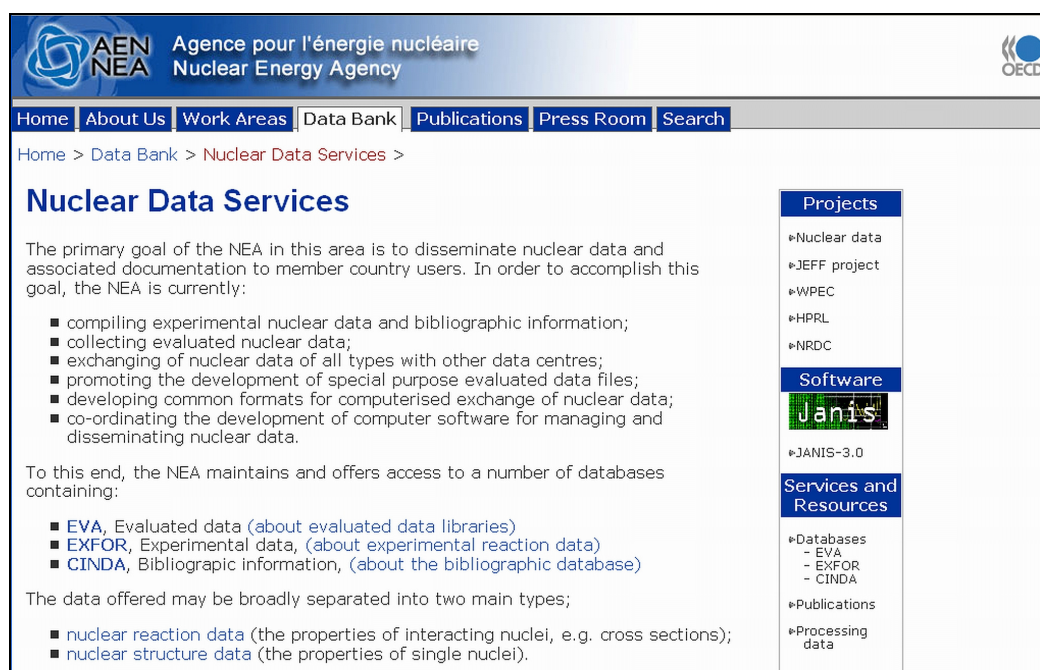 AEN
NEA
Agence pour l'énergie nucléaire
Nuclear Energy Agency
OECD
Home About Us Work Areas Data Bank Publications Press Room Search
Home > Data Bank > Nuclear Data Services >
Nuclear Data Services
The primary goal of the NEA in this area is to disseminate nuclear data and
associated documentation to member country users. In order to accomplish this
goal, the NEA is currently:
compiling experimental nuclear data and bibliographic information;
collecting evaluated nuclear data;
exchanging of nuclear data of all types with other data centres;
promoting the development of special purpose evaluated data files;
developing common formats for computerised exchange of nuclear data;
co-ordinating the development of computer software for managing and
disseminating nuclear data.
To this end, the NEA maintains and offers access to a number of databases
containing:
EVA, Evaluated data (about evaluated data libraries)
EXFOR, Experimental data, (about experimental reaction data)
CINDA, Bibliograpic information, (about the bibliographic database)
The data offered may be broadly separated into two main types;
nuclear reaction data (the properties of interacting nuclei, e.g. cross sections);
nuclear structure data (the properties of single nuclei).
Projects
Nuclear data
JEFF project
WPEC
HPRL
NRDC
Software
Janis
JANIS-3.0
Services and
Resources
Databases
- EVA
- EXFOR
- CINDA
Publications
Processing
data